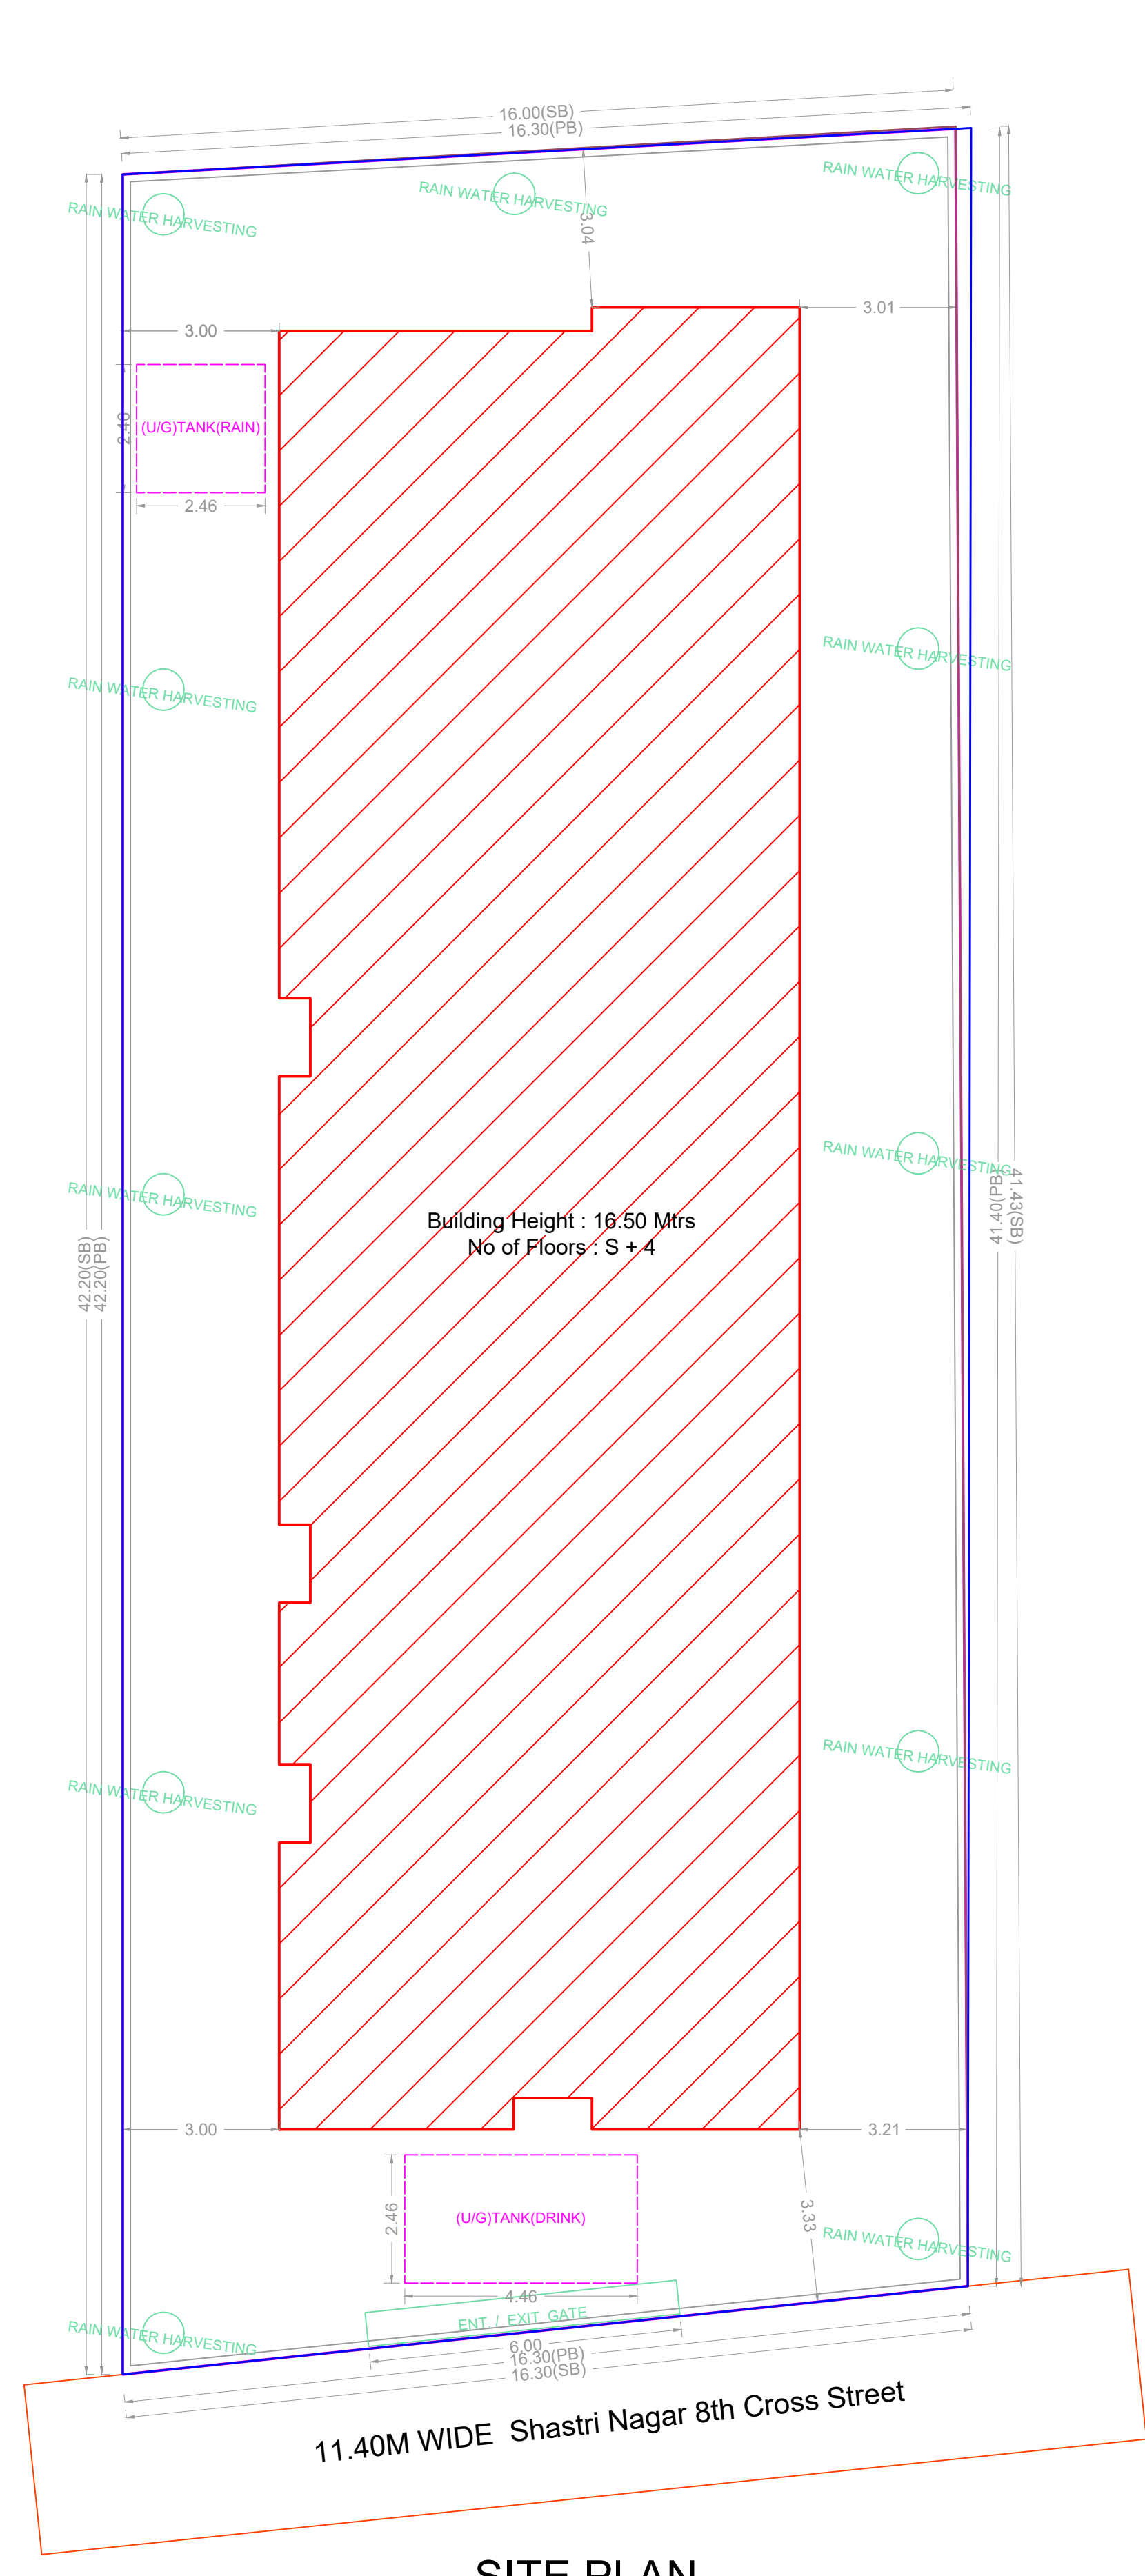 16.00(SB)
16.30(PB)
RAIN WATER HARVESTING
RAIN WATER HARVESTING
RAIN WATER HARVESTING
3.04
3.00
3.01
2.46
(U/G)TANK(RAIN)
2.46
RAIN WATER HARVESTING
RAIN WATER HARVESTING
RAIN WATER HARVESTING
RAIN WATER HARVESTING
42.20(SB)
42.20(PB)
Building Height : 16.50 Mtrs
No of Floors : S + 4
41.40(PB)
41.43(SB)
RAIN WATER HARVESTING
RAIN WATER HARVESTING
3.00
3.21
2.46
(U/G)TANK(DRINK)
3.33
RAIN WATER HARVESTING
4.46
ENT. / EXIT GATE
RAIN WATER HARVESTING
6.00
16.30(PB)
16.30(SB)
11.40M WIDE Shastri Nagar 8th Cross Street
SITE PLAN